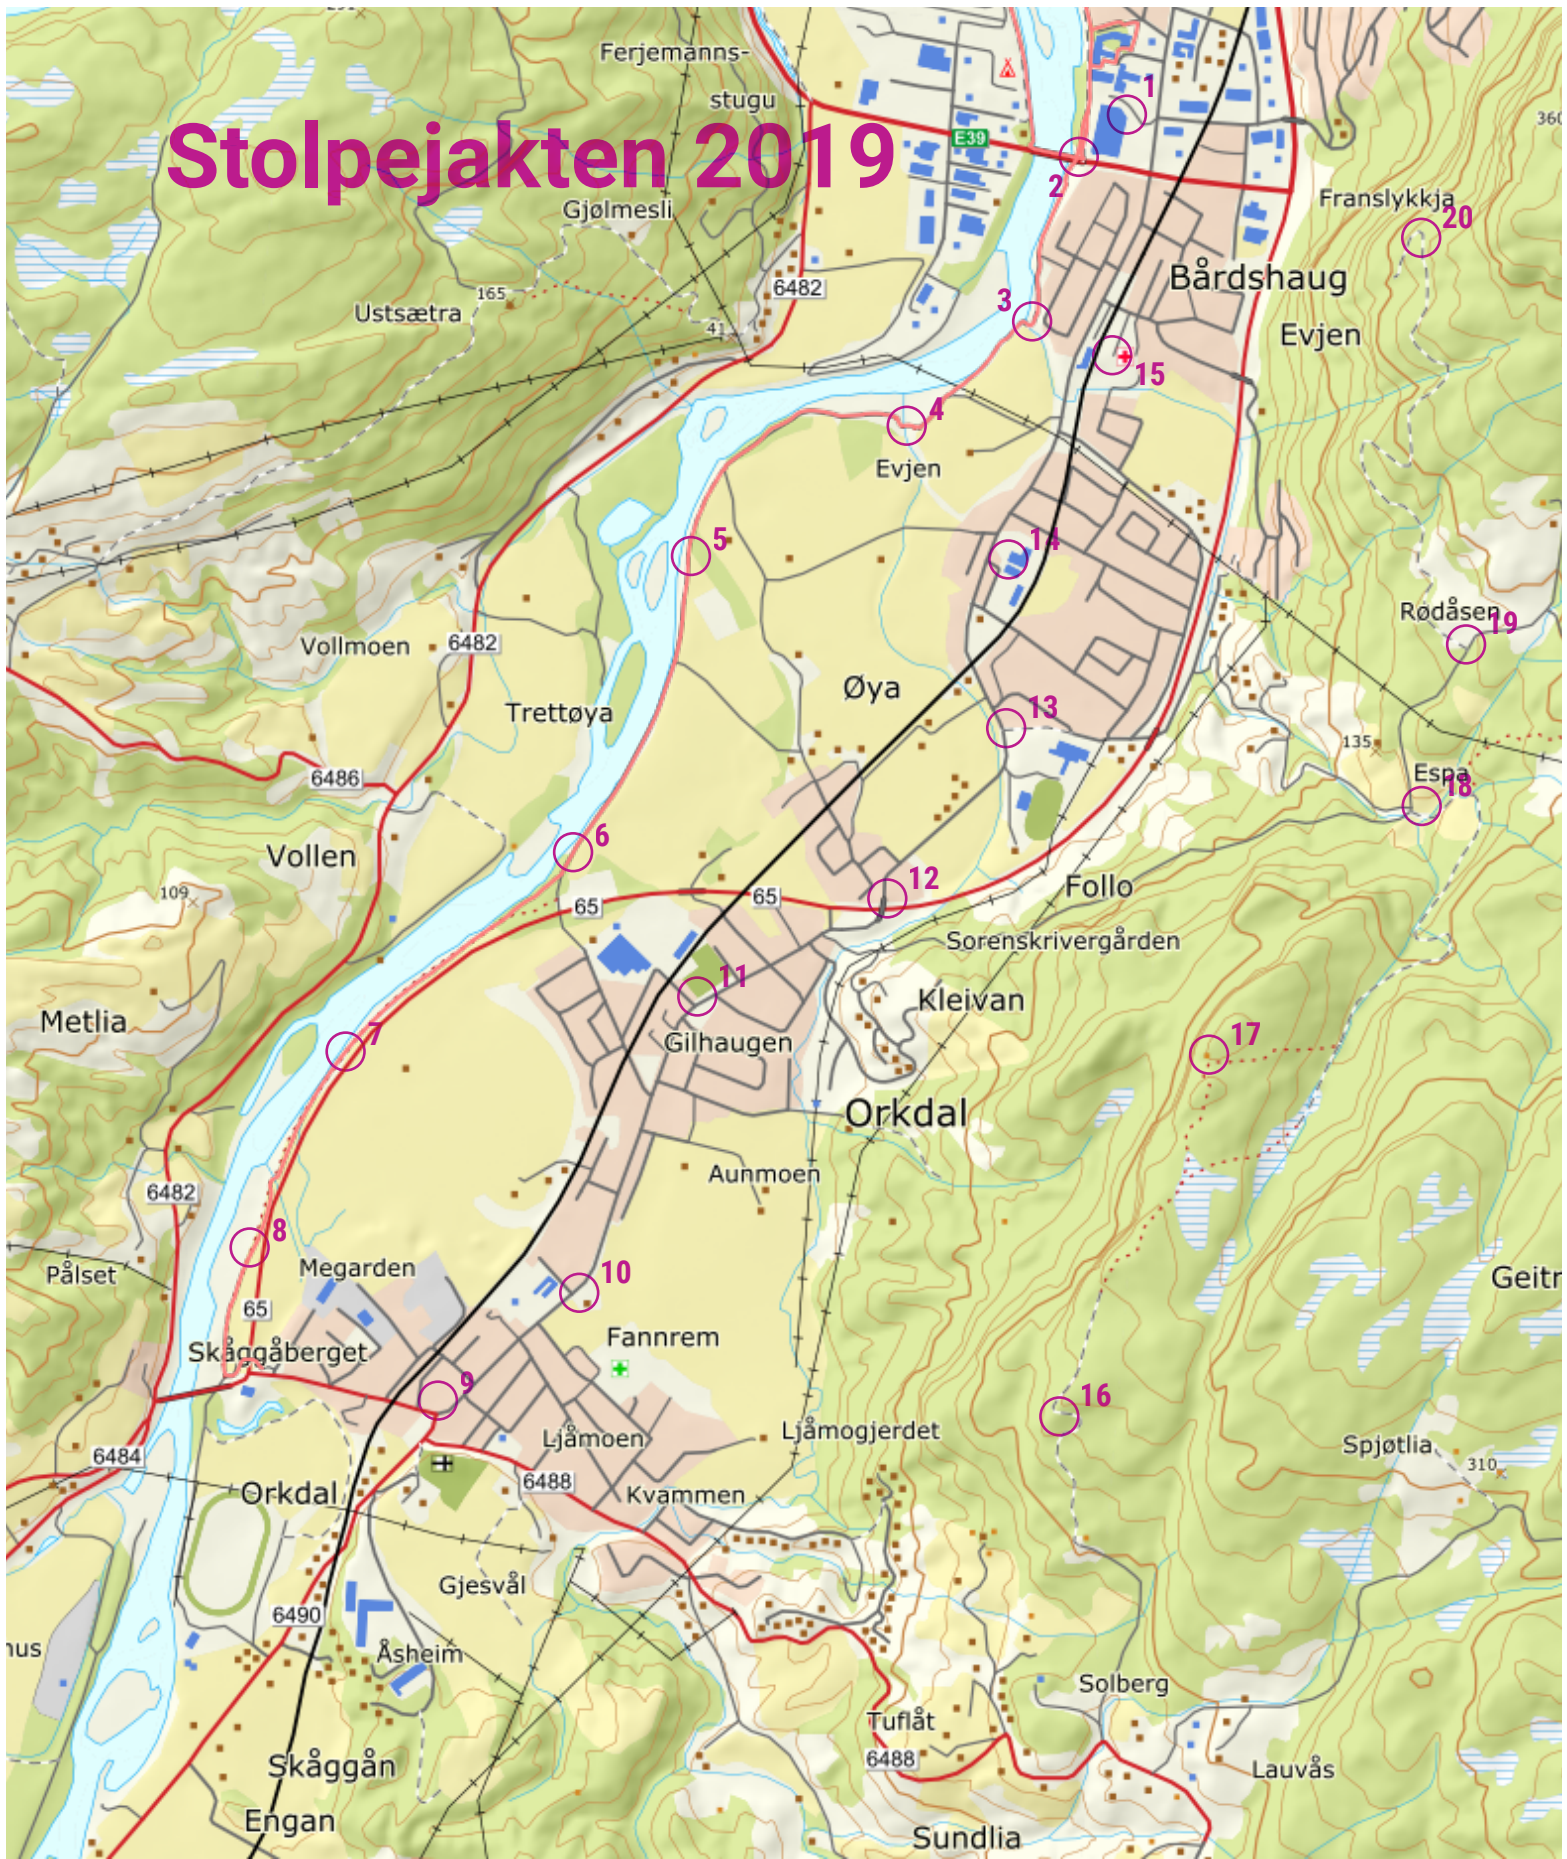 251
Ferjemanns-
stugu
1
360
Stolpejakten 2019
E39
2
Franslykkja
20
Gjølmesli
Bårdshaug
6482
165
Ustsætra
3
41
Evjen
15
4
Evjen
5
14
Rødåsen
19
6482
Vollmoen
Øya
Trettøya
13
135
6486
Espa
18
6
Vollen
12
Follo
109
65
65
Sorenskrivergården
11
Kleivan
Metlia
7
Gilhaugen
17
Orkdal
Aunmoen
6482
8
Pålset
Megarden
10
Geitr
65
Fannrem
Skåggåberget
9
16
Ljåmoen
Ljåmogjerdet
Spjøtlia
6484
310
Orkdal
6488
Kvammen
Gjesvål
6490
nus
Åsheim
Solberg
Tuflåt
Skåggån
6488
Lauvås
Engan
Sundlia